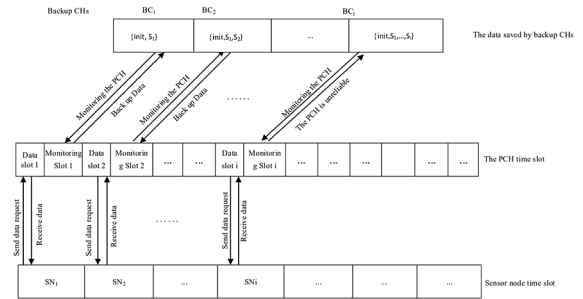 Backup CHs BC1 BC2 BCi
{init, S1} {init,S1,S2} ... {init,S1,...,Si} The data saved by backup CHs
Monitoring the PCH
Back up Data
Monitoring the PCH
Back up Data
......
Monitoring the PCH
The PCH is unreliable
Data slot 1
Monitoring Slot 1
Data slot 2
Monitorin g Slot 2
... ...
Data slot i
Monitorin g Slot i
... ... ... ... ...
The PCH time slot
Send data request
Receive data
Send data request
Receive data
......
Send data request
Receive data
SN1 SN2 ... SNi ... ... ... Sensor node time slot